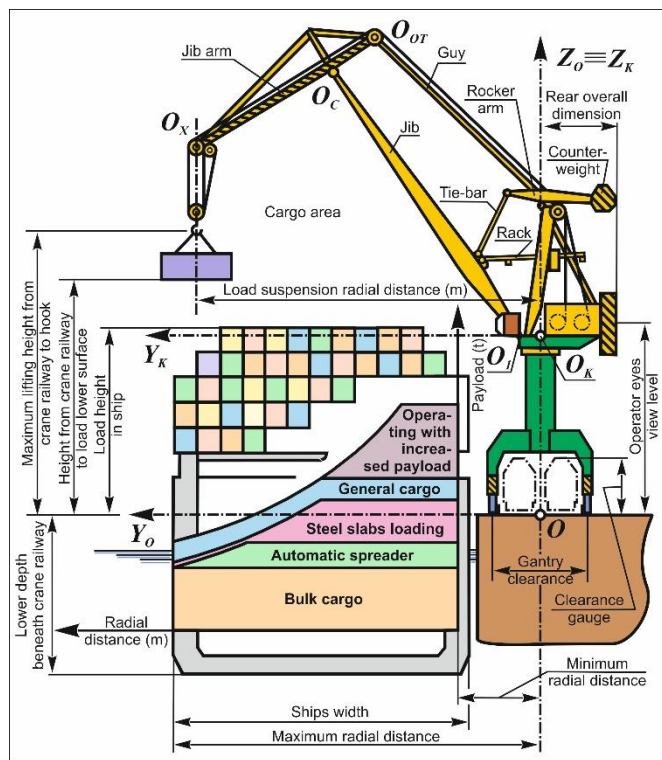 Jib arm
O_OT
Guy
Z_O≡Z_K
Rocker
arm
Rear overall
dimension
O_C
O_X
Jib
Counter-
weight
Tie-bar
Cargo area
Rack
Load suspension radial distance (m)
Maximum lifting height from
crane railway to hook
Height from crane railway
to load lower surface
Load height
in ship
Y_K
Payload (t)
O_I
O_K
Operator eyes
view level
Opera-
ting with
increa-
sed payload
General cargo
Y_O
Steel slabs loading
O
Automatic spreader
Gantry
clearance
Lower depth
beneath crane railway
Bulk cargo
Clearance
gauge
Radial
distance (m)
Minimum
radial distance
Ships width
Maximum radial distance